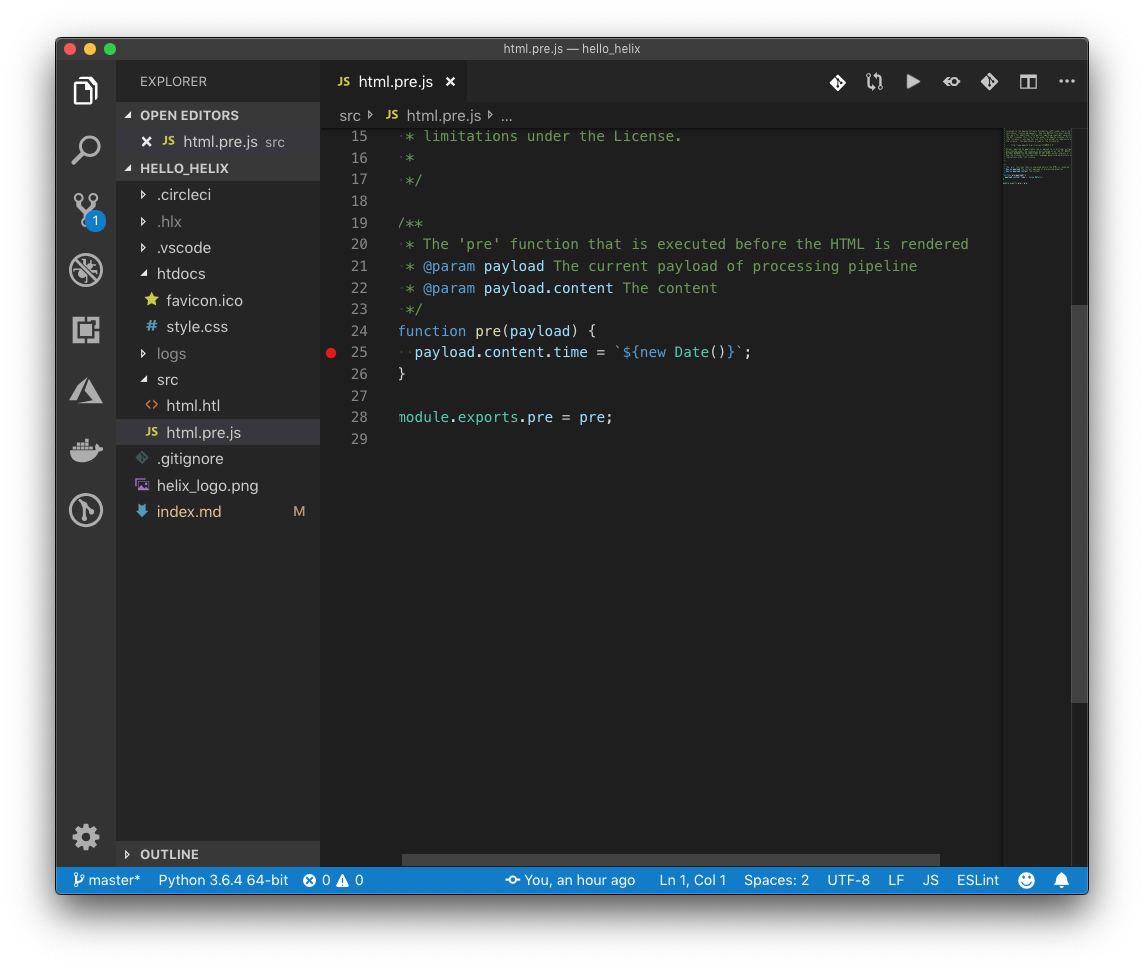 html.pre.js — hello_helix
EXPLORER
OPEN EDITORS
JS html.pre.js src
HELLO_HELIX
.circleci
.hlx
.vscode
htdocs
favicon.ico
# style.css
logs
src
<> html.htl
JS html.pre.js
.gitignore
helix_logo.png
index.md M
OUTLINE
1
JS html.pre.js
src JS html.pre.js ...
15 * limitations under the License.
16 *
17 */
18
19 /**
20 * The 'pre' function that is executed before the HTML is rendered
21 * @param payload The current payload of processing pipeline
22 * @param payload.content The content
23 */
24 function pre(payload) {
25 payload.content.time = `${new Date()}`;
26 }
27
28 module.exports.pre = pre;
29
master* Python 3.6.4 64-bit 0 0 You, an hour ago Ln 1, Col 1 Spaces: 2 UTF-8 LF JS ESLint